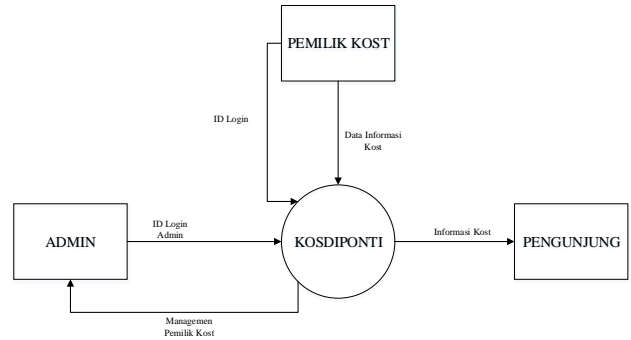 PEMILIK KOST
ID Login
Data Informasi
Kost
ID Login
Admin
ADMIN
KOSDIPONTI
Informasi Kost
PENGUNJUNG
Managemen
Pemilik Kost